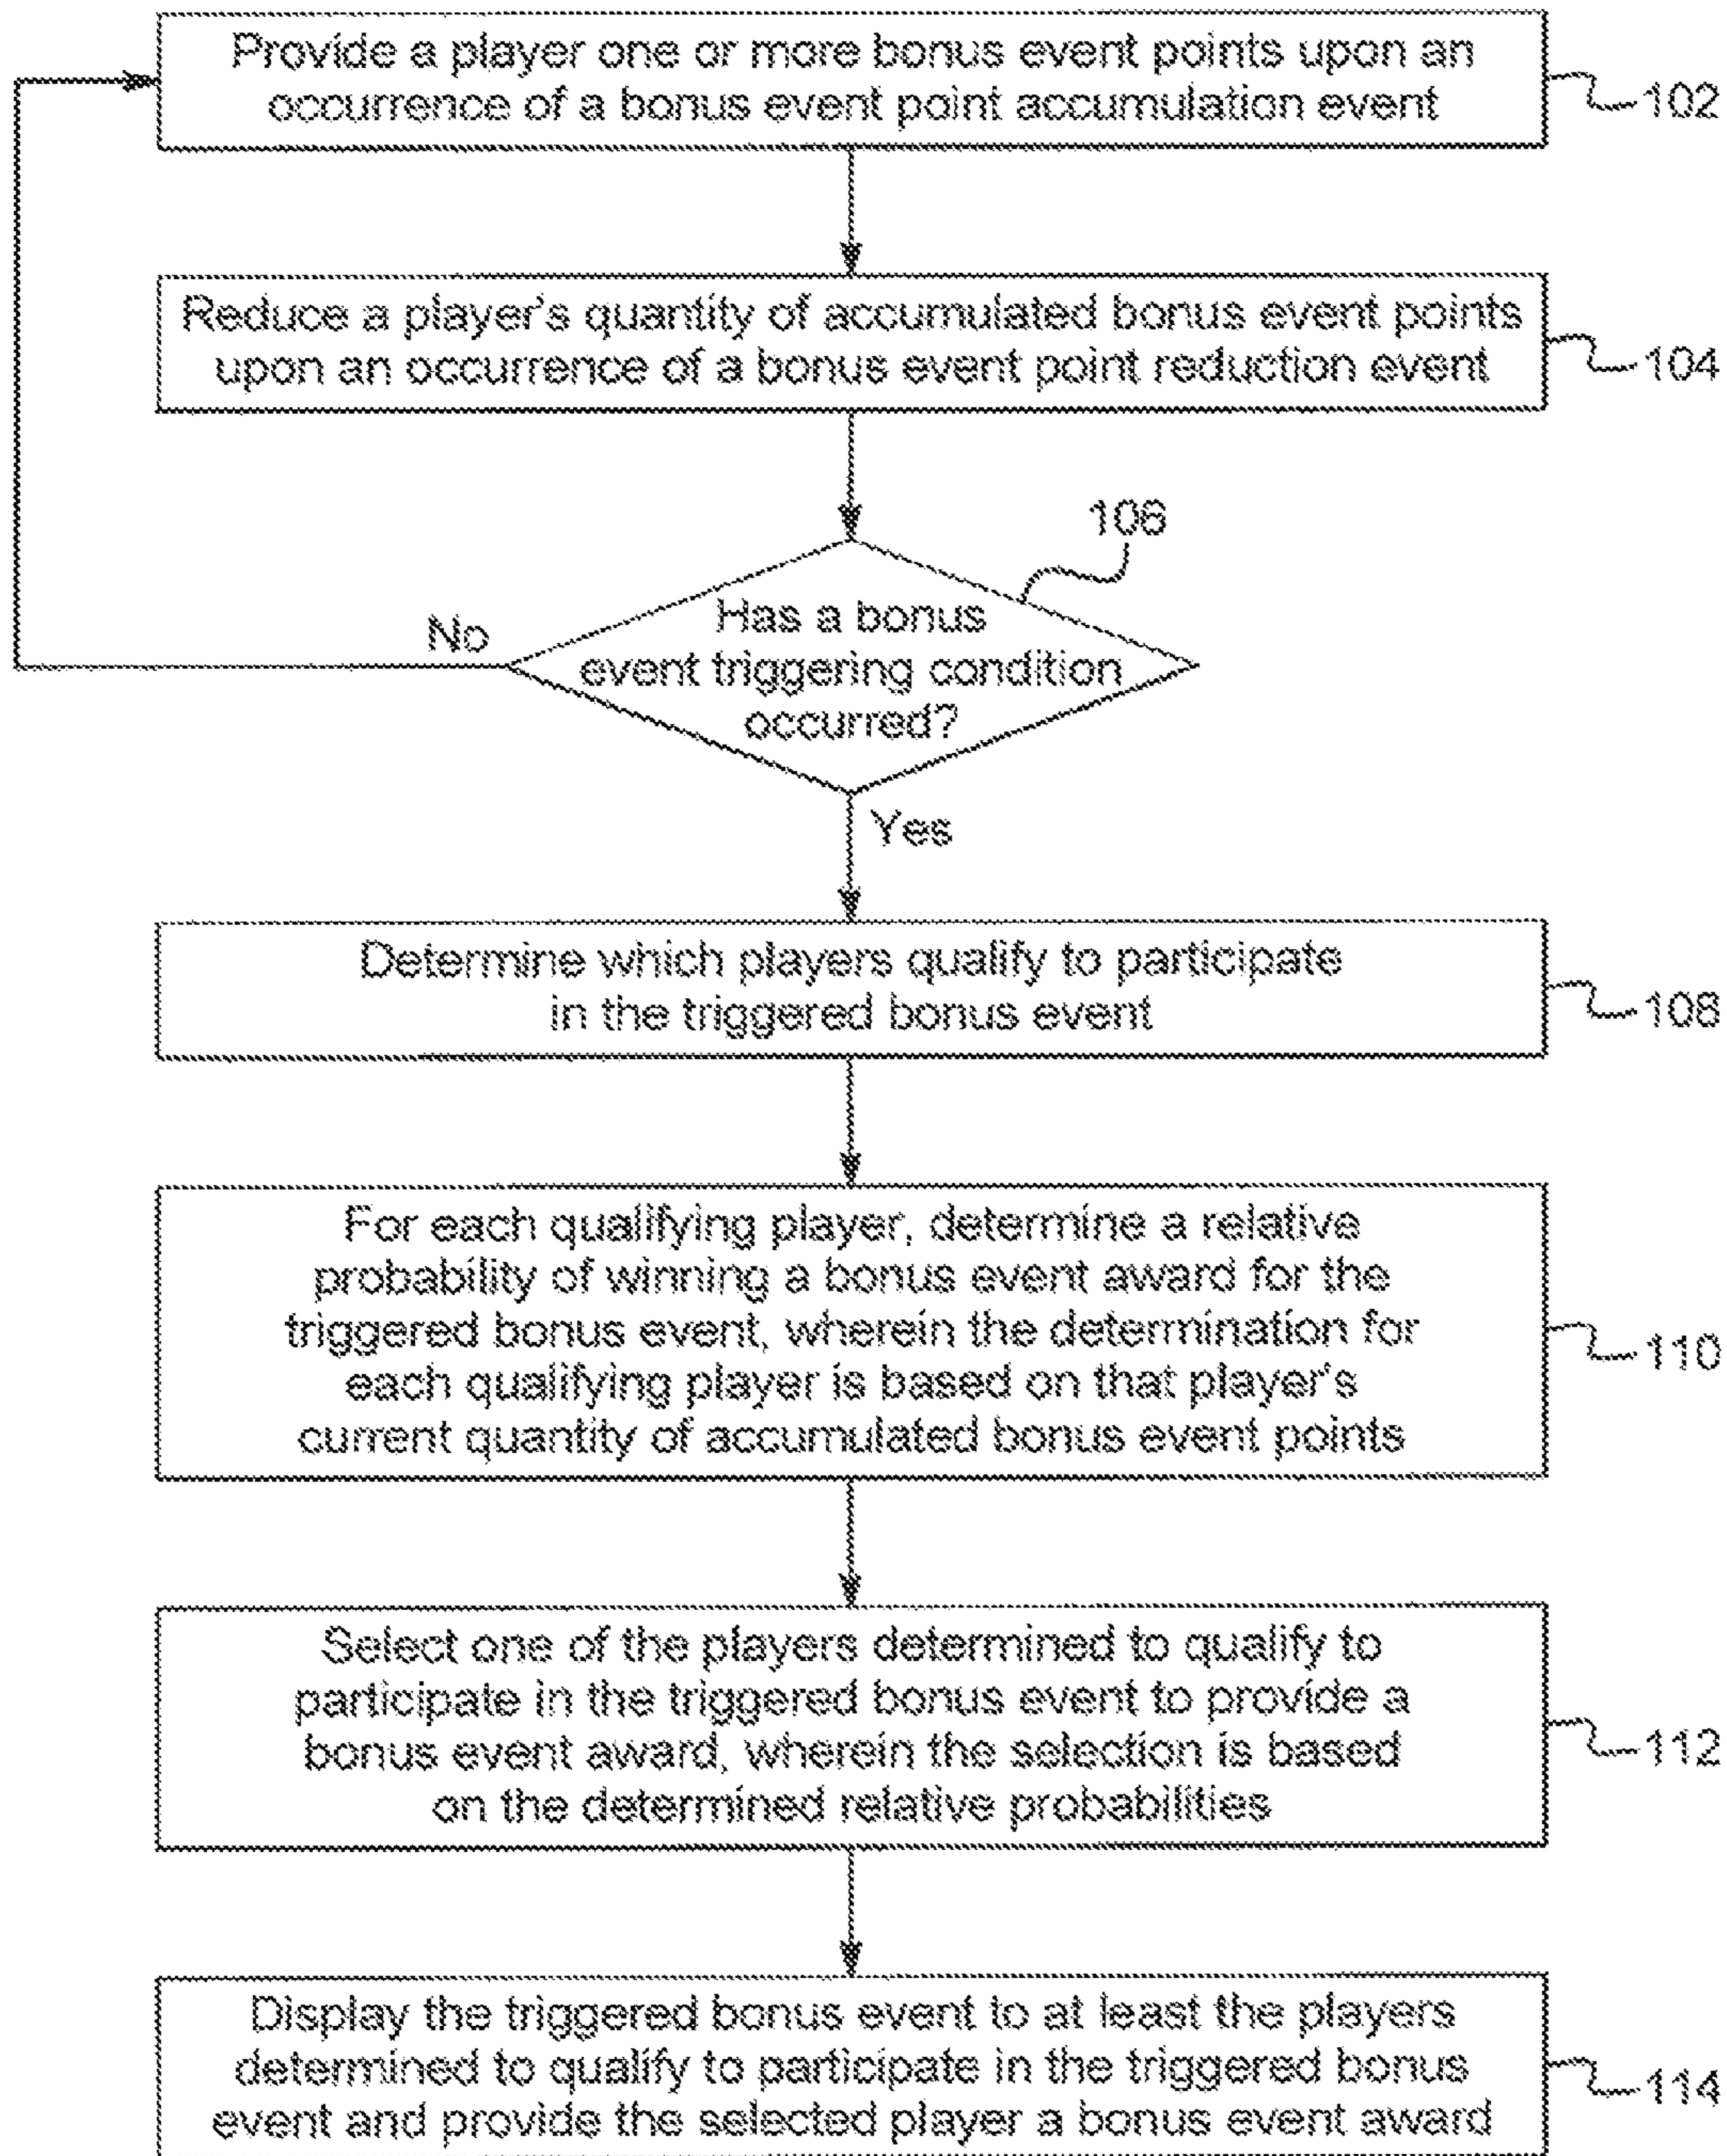 Provide a player one or more bonus event points upon an
occurrence of a bonus event point accumulation event
102
Reduce a player's quantity of accumulated bonus event points
upon an occurrence of a bonus event point reduction event
104
106
Has a bonus
event triggering condition
occurred?
No
Yes
Determine which players qualify to participate
in the triggered bonus event
108
For each qualifying player, determine a relative
probability of winning a bonus event award for the
triggered bonus event, wherein the determination for
each qualifying player is based on that player's
current quantity of accumulated bonus event points
110
Select one of the players determined to qualify to
participate in the triggered bonus event to provide a
bonus event award, wherein the selection is based
on the determined relative probabilities
112
Display the triggered bonus event to at least the players
determined to qualify to participate in the triggered bonus
event and provide the selected player a bonus event award
114